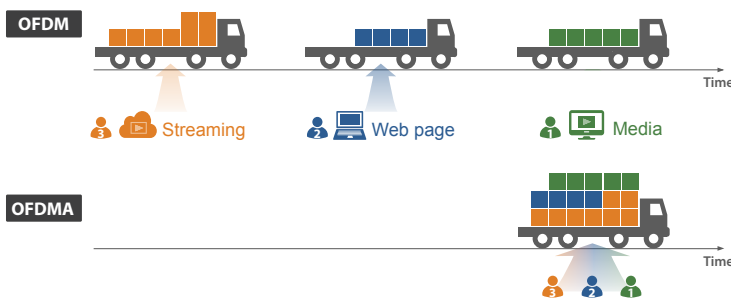 OFDM
Time
3 Streaming
2 Web page
1 Media
OFDMA
Time
3 2 1